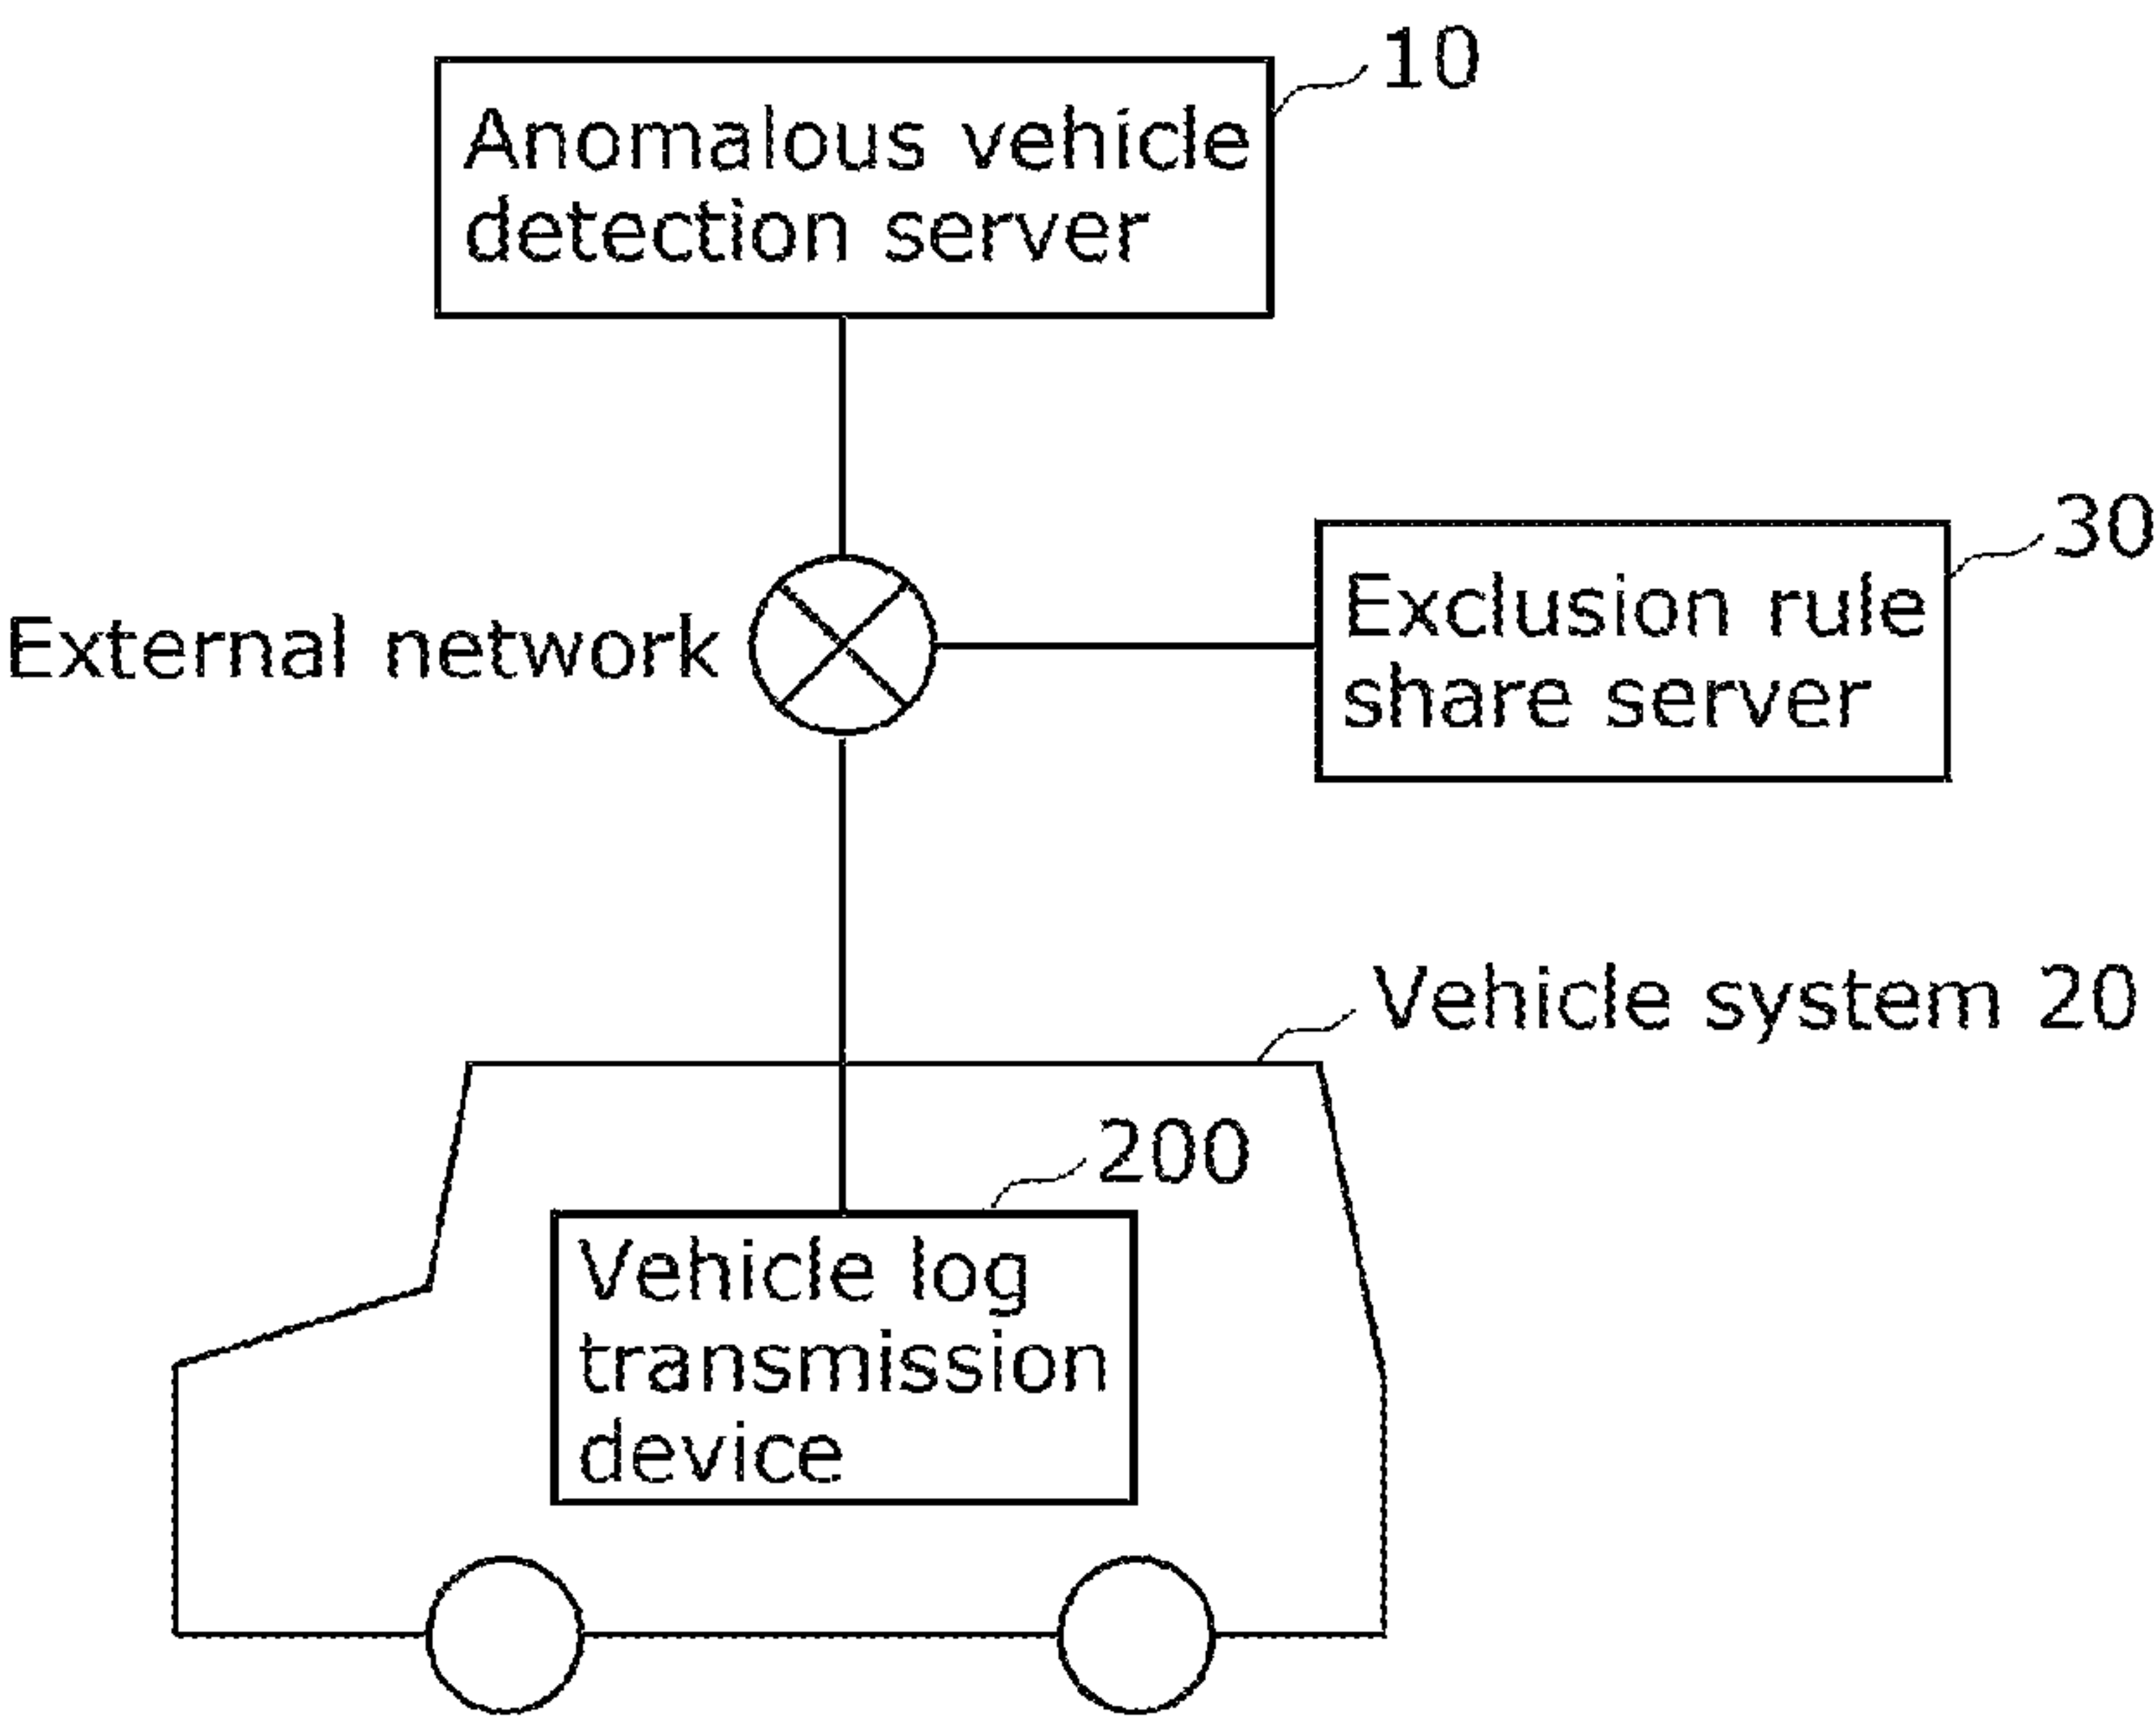 10
Anomalous vehicle
detection server
30
Exclusion rule
share server
External network
Vehicle system 20
200
Vehicle log
transmission
device